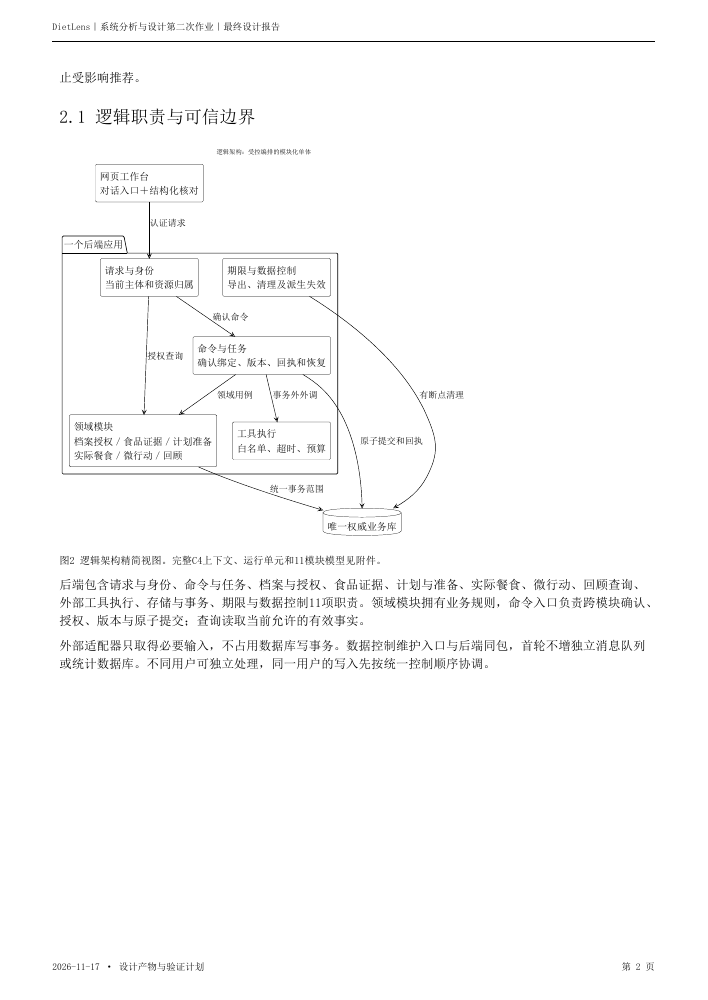 DietLens | 系统分析与设计第二次作业 | 最终设计报告
止受影响推荐。
2.1 逻辑职责与可信边界
逻辑架构：受控编排的模块化单体
网页工作台
对话入口＋结构化核对
认证请求
一个后端应用
请求与身份
当前主体和资源归属
期限与数据控制
导出、清理及派生失效
确认命令
命令与任务
确认绑定、版本、回执和恢复
授权查询
领域用例
事务外外调
有断点清理
领域模块
档案授权 / 食品证据 / 计划准备
实际餐食 / 微行动 / 回顾
工具执行
白名单、超时、预算
原子提交和回执
统一事务范围
唯一权威业务库
图2 逻辑架构精简视图。完整C4上下文、运行单元和11模块模型见附件。
后端包含请求与身份、命令与任务、档案与授权、食品证据、计划与准备、实际餐食、微行动、回顾查询、
外部工具执行、存储与事务、期限与数据控制11项职责。领域模块拥有业务规则，命令入口负责跨模块确认、
授权、版本与原子提交；查询读取当前允许的有效事实。
外部适配器只取得必要输入，不占用数据库写事务。数据控制维护入口与后端同包，首轮不增独立消息队列
或统计数据库。不同用户可独立处理，同一用户的写入先按统一控制顺序协调。
2026-11-17 • 设计产物与验证计划
第 2 页